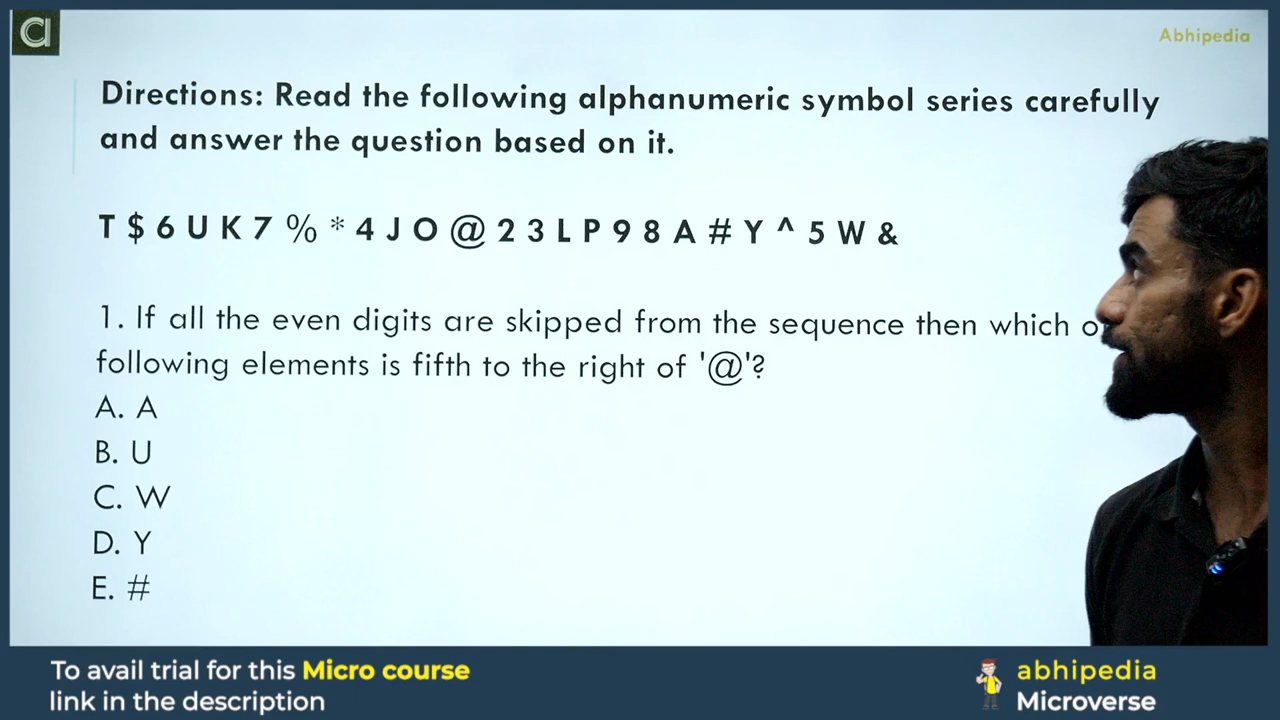 a
Abhipedia
Directions: Read the following alphanumeric symbol series carefully
and answer the question based on it.
T $ 6 U K 7 % * 4 J O @ 2 3 L P 9 8 A # Y ^ 5 W &
1. If all the even digits are skipped from the sequence then which
following elements is fifth to the right of '@'?
A. A
B. U
C. W
D. Y
E. #
To avail trial for this Micro course
link in the description
abhipedia
Microverse